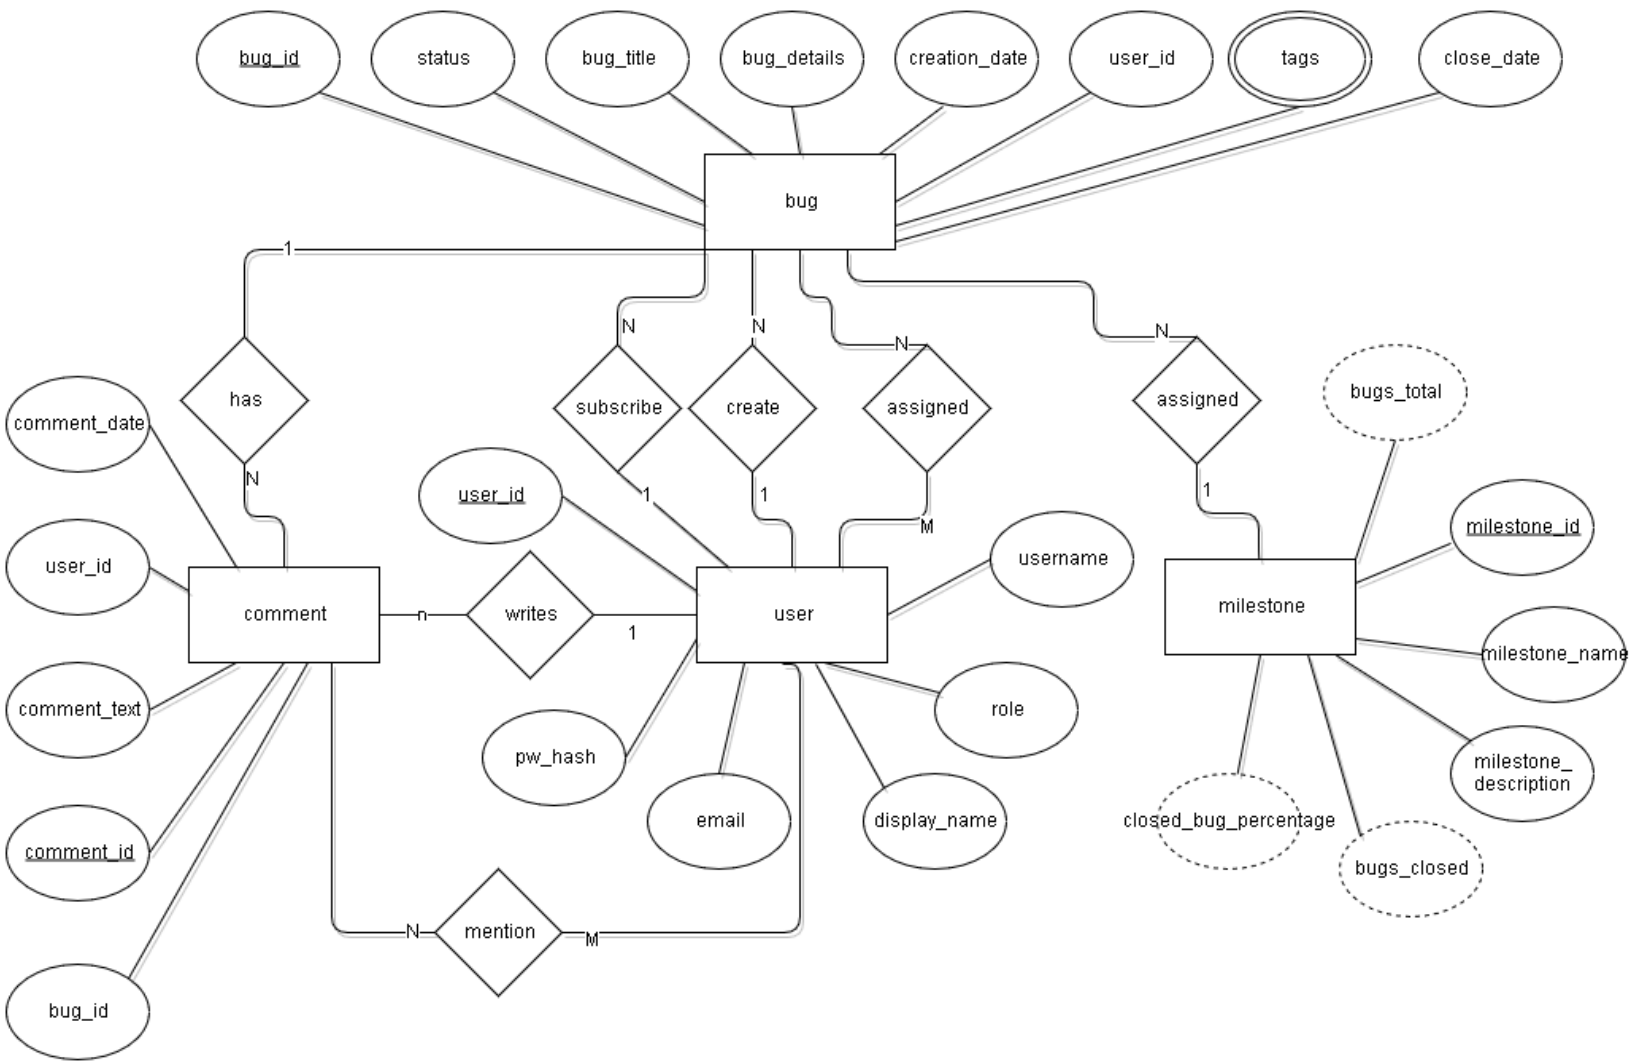 bug_id
status
bug_title
bug_details
creation_date
user_id
tags
close_date
bug
1
N
N
N
N
has
subscribe
create
assigned
assigned
bugs_total
comment_date
N
user_id
1
1
M
1
milestone_id
username
user_id
comment
n
writes
1
user
milestone
milestone_name
comment_text
role
pw_hash
milestone_
description
email
display_name
closed_bug_percentage
comment_id
bugs_closed
N
mention
M
bug_id